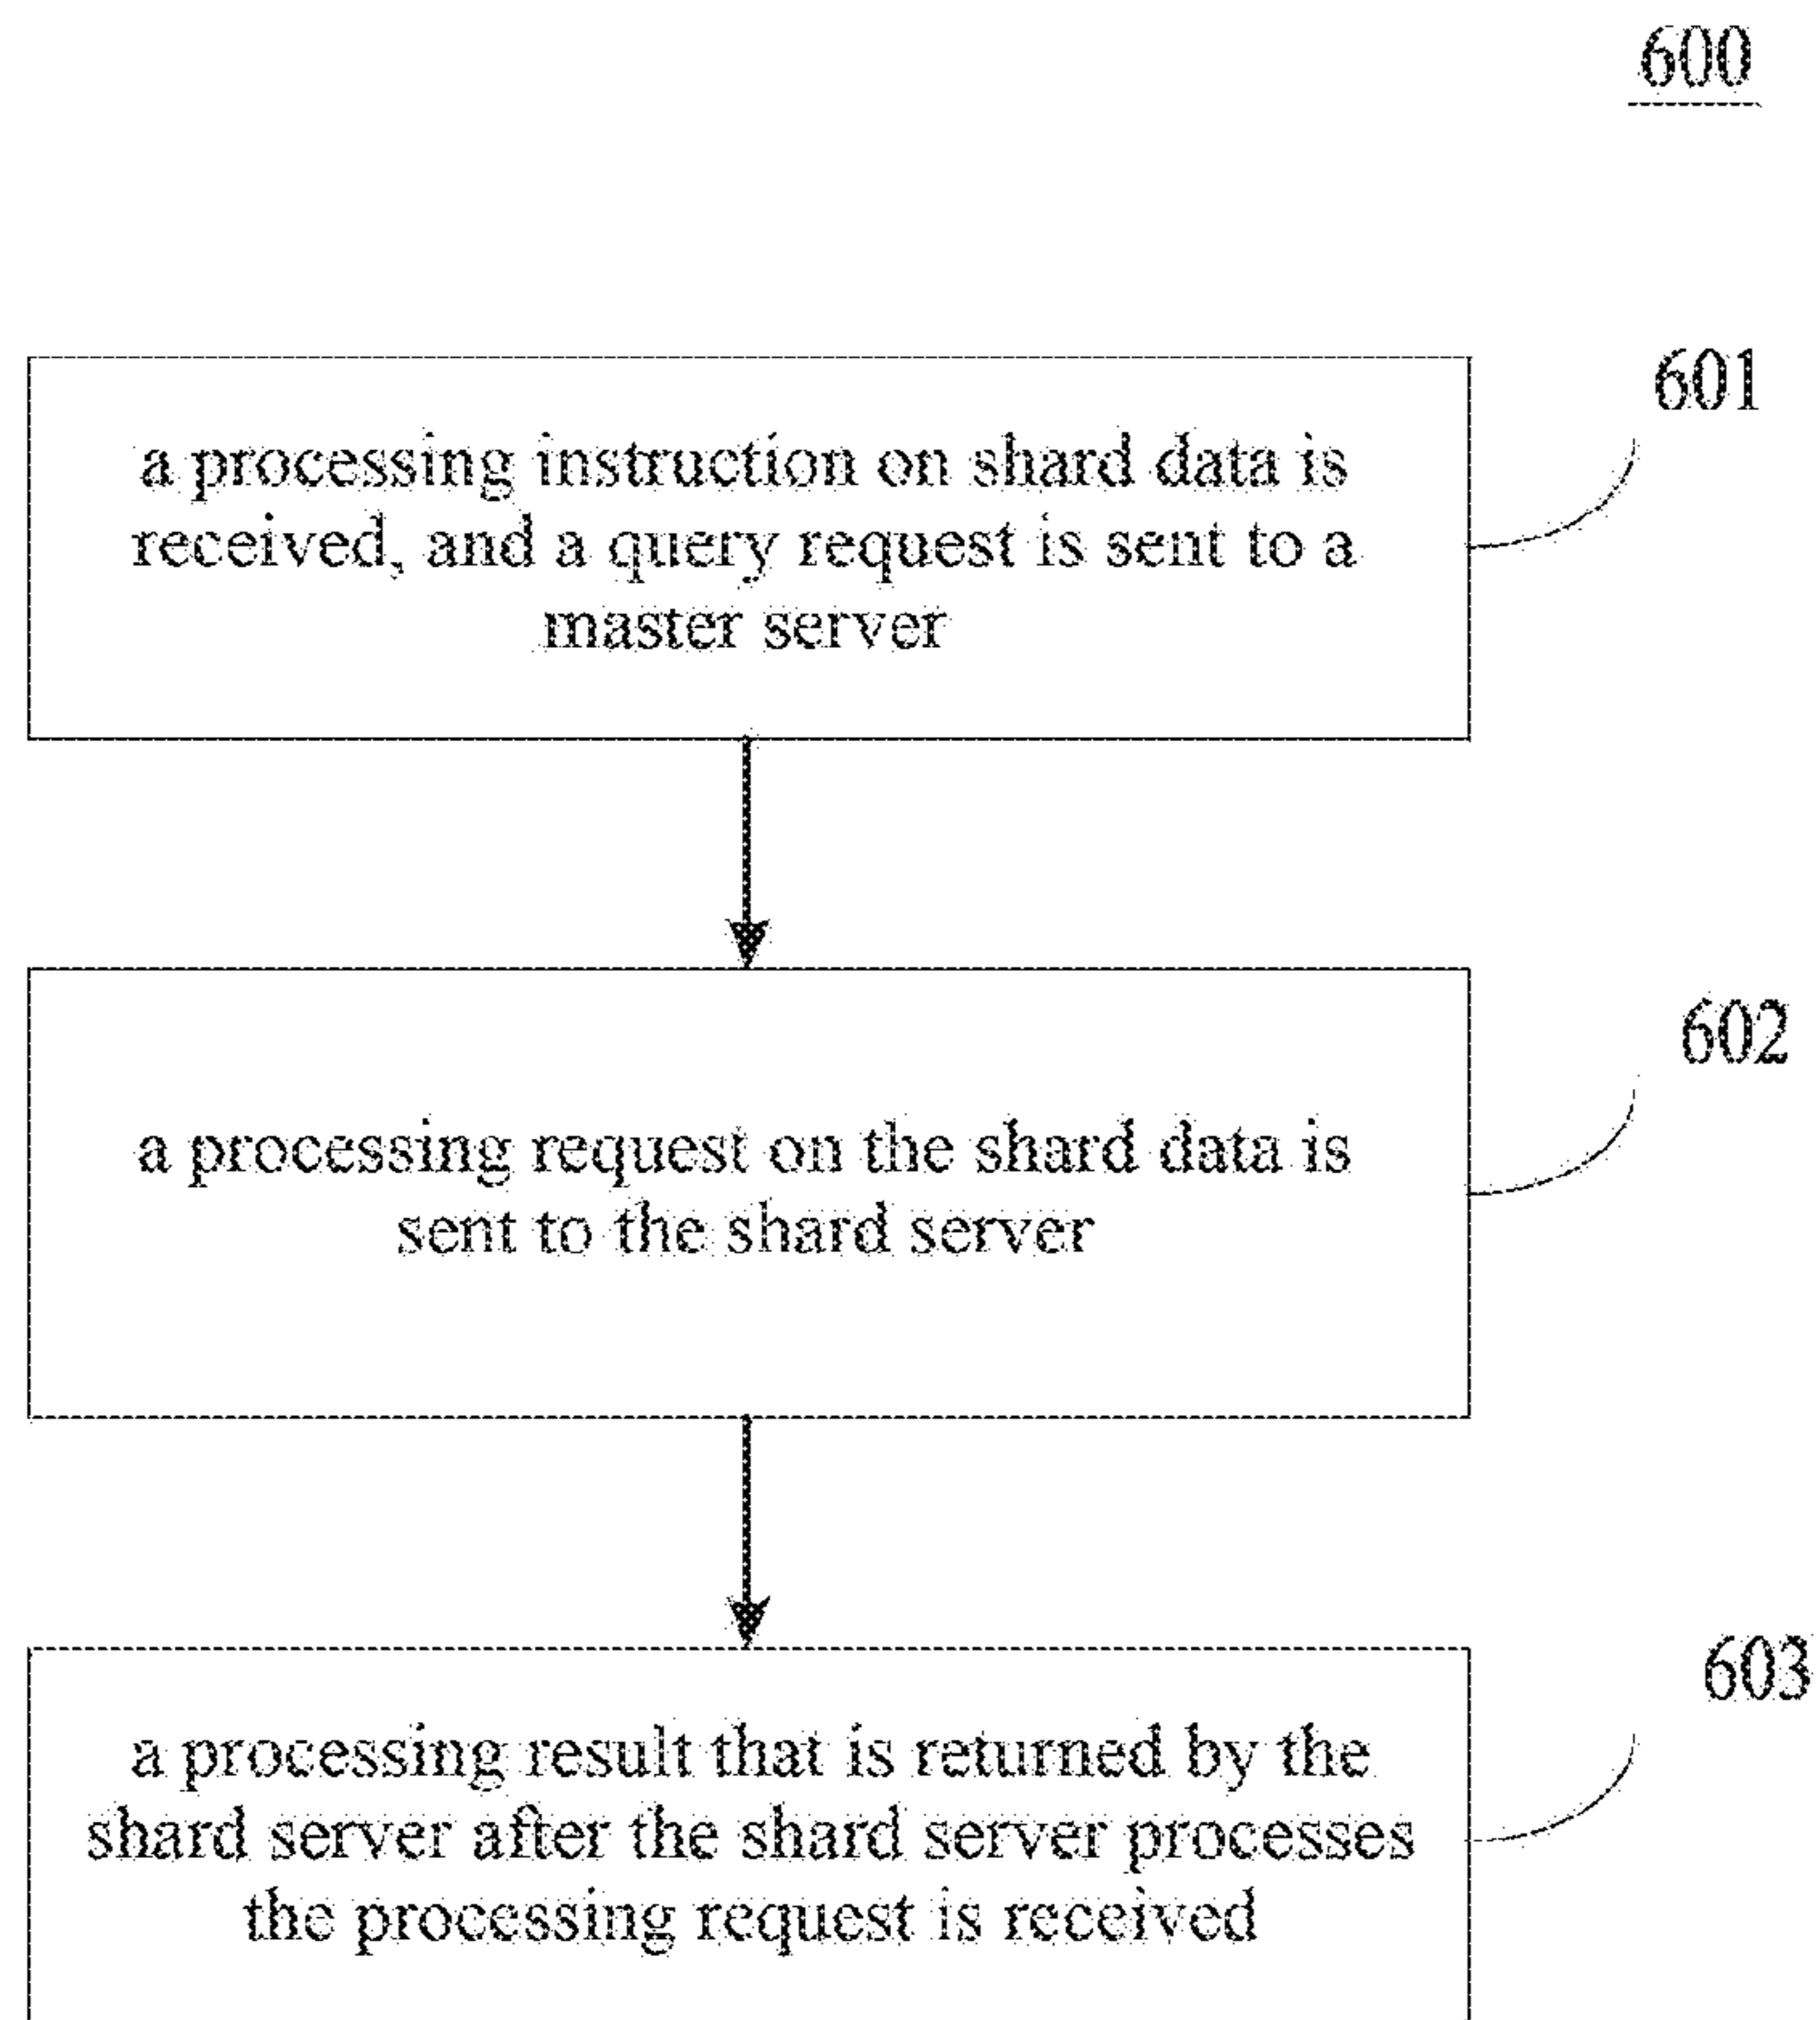 600
601
a processing instruction on shard data is
received, and a query request is sent to a
master server
602
a processing request on the shard data is
sent to the shard server
603
a processing result that is returned by the
shard server after the shard server processes
the processing request is received